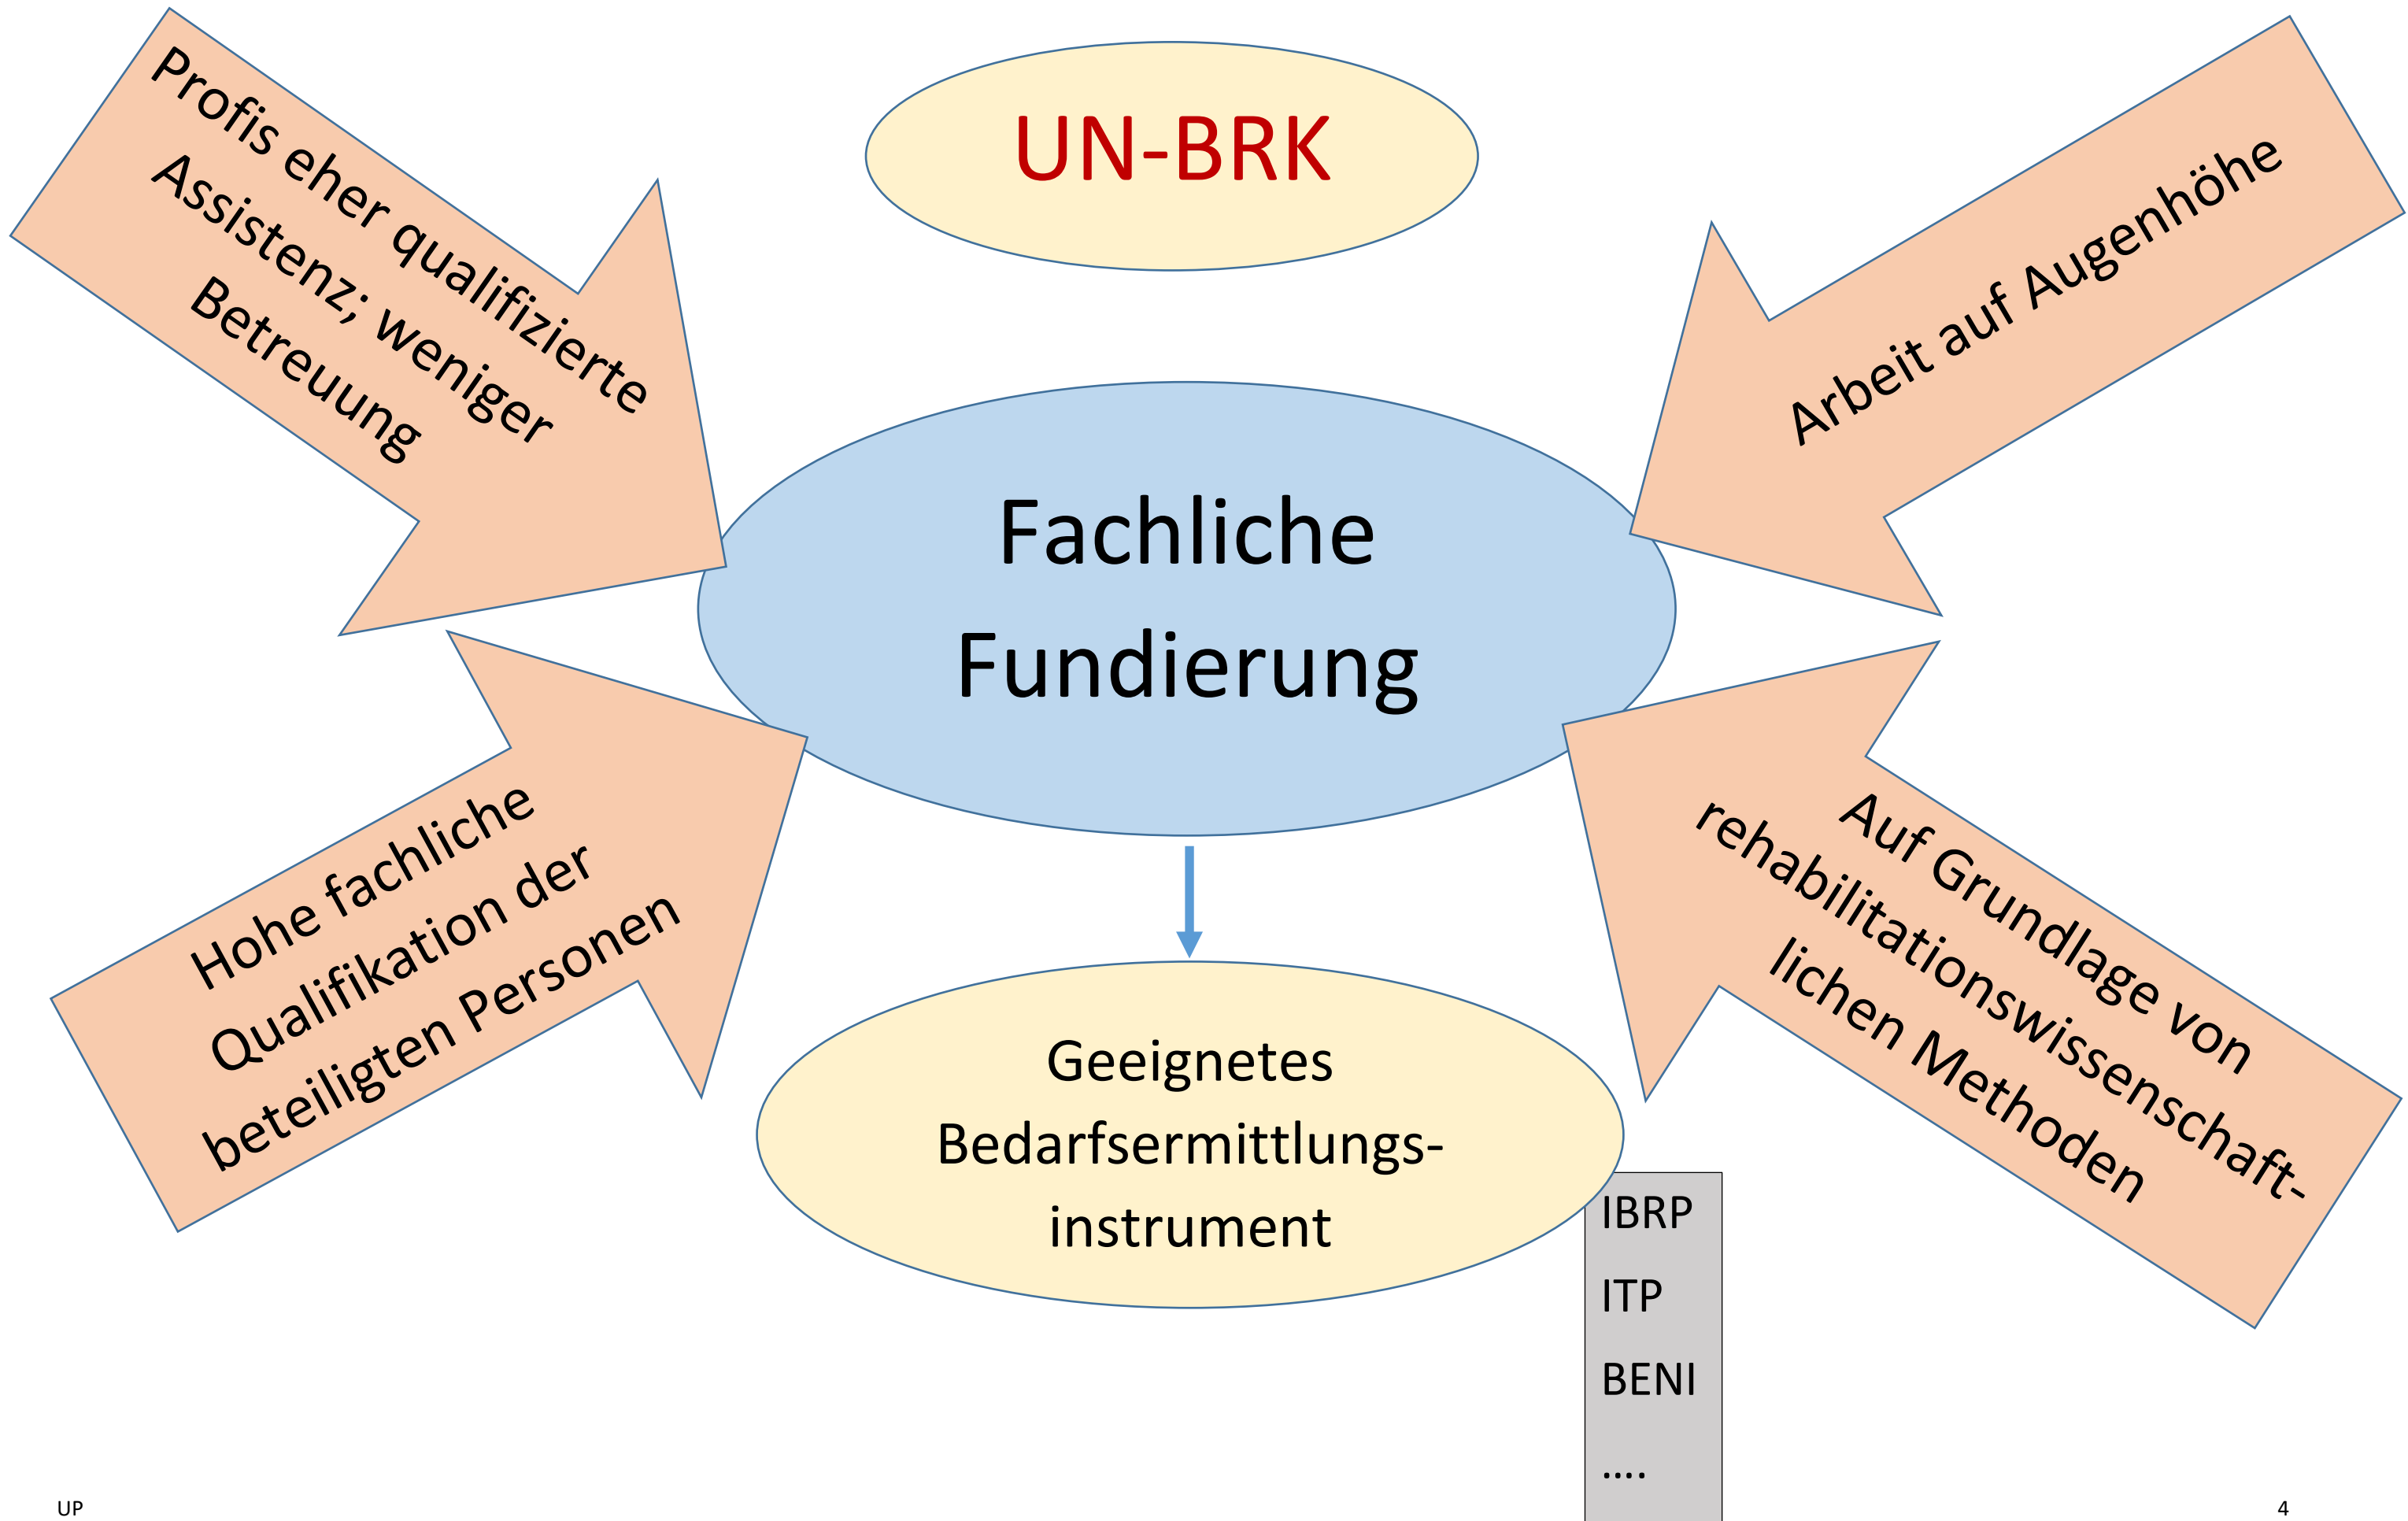 Profis eher qualifizierte
Assistenz; weniger
Betreuung
UN-BRK
Arbeit auf Augenhöhe
Fachliche
Fundierung
Hohe fachliche
Qualifikation der
beteiligten Personen
Auf Grundlage von
rehabilitationswissenschaft-
lichen Methoden
Geeignetes
Bedarfsermittlungs-
instrument
IBRP
ITP
BENI
....
UP
4